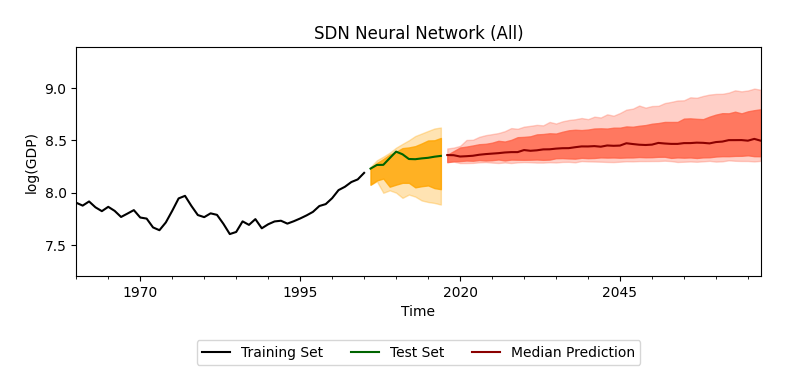 SDN Neural Network (All)
log(GDP)
9.0
8.5
8.0
7.5
1970 1995 2020 2045
Time
Training Set Test Set Median Prediction